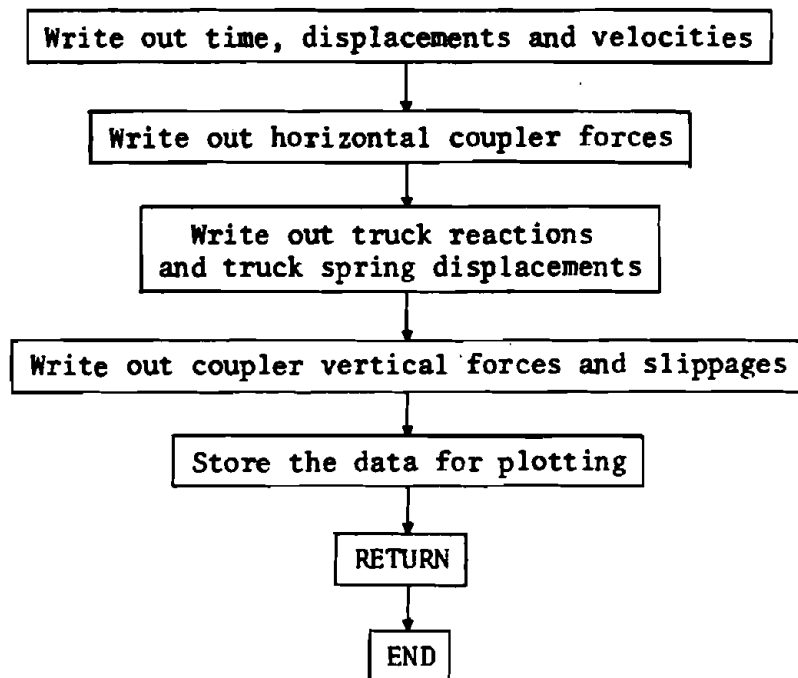 Write out time, displacements and velocities
Write out horizontal coupler forces
Write out truck reactions
and truck spring displacements
Write out coupler vertical forces and slippages
Store the data for plotting
RETURN
END